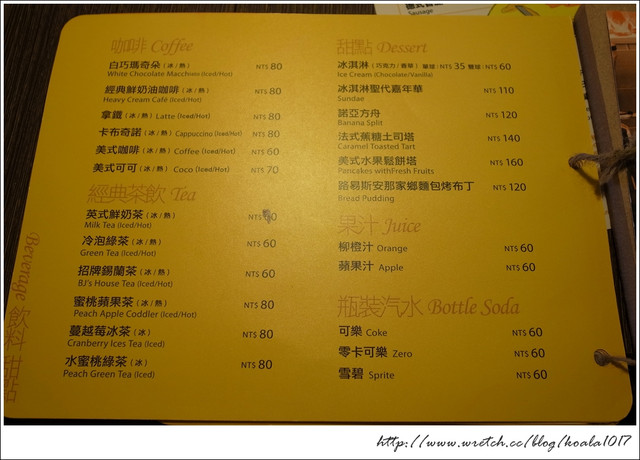 咖啡 Coffee
白巧瑪奇朵（冰/熱） NT$ 80
White Chocolate Macchiato (Iced/Hot)
經典鮮奶油咖啡（冰/熱） NT$ 80
Heavy Cream Café (Iced/Hot)
拿鐵（冰/熱）Latte (Iced/Hot) NT$ 80
卡布奇諾（冰/熱）Cappuccino (Iced/Hot) NT$ 80
美式咖啡（冰/熱）Coffee (Iced/Hot) NT$ 60
美式可可（冰/熱）Coco (Iced/Hot) NT$ 70
經典茶飲 Tea
英式鮮奶茶（冰/熱） NT$ 60
Milk Tea (Iced/Hot)
冷泡綠茶（冰/熱） NT$ 60
Green Tea (Iced/Hot)
招牌錫蘭茶（冰/熱） NT$ 60
BJ's House Tea (Iced/Hot)
蜜桃蘋果茶（冰/熱） NT$ 80
Peach Apple Coddler (Iced/Hot)
蔓越莓冰茶（冰） NT$ 80
Cranberry Ices Tea (Iced)
水蜜桃綠茶（冰） NT$ 80
Peach Green Tea (Iced)
Beverage 飲料 甜點
甜點 Dessert
冰淇淋（巧克力/香草）單球：NT$ 35 雙球：NT$ 60
Ice Cream (Chocolate/Vanilla)
冰淇淋聖代嘉年華 NT$ 110
Sundae
諾亞方舟 NT$ 120
Banana Split
法式蕉糖土司塔 NT$ 140
Caramel Toasted Tart
美式水果鬆餅塔 NT$ 160
Pancakes withFresh Fruits
路易斯安那家鄉麵包烤布丁 NT$ 120
Bread Pudding
果汁 Juice
柳橙汁 Orange NT$ 60
蘋果汁 Apple NT$ 60
瓶裝汽水 Bottle Soda
可樂 Coke NT$ 60
零卡可樂 Zero NT$ 60
雪碧 Sprite NT$ 60
http://www.wretch.cc/blog/koala1017